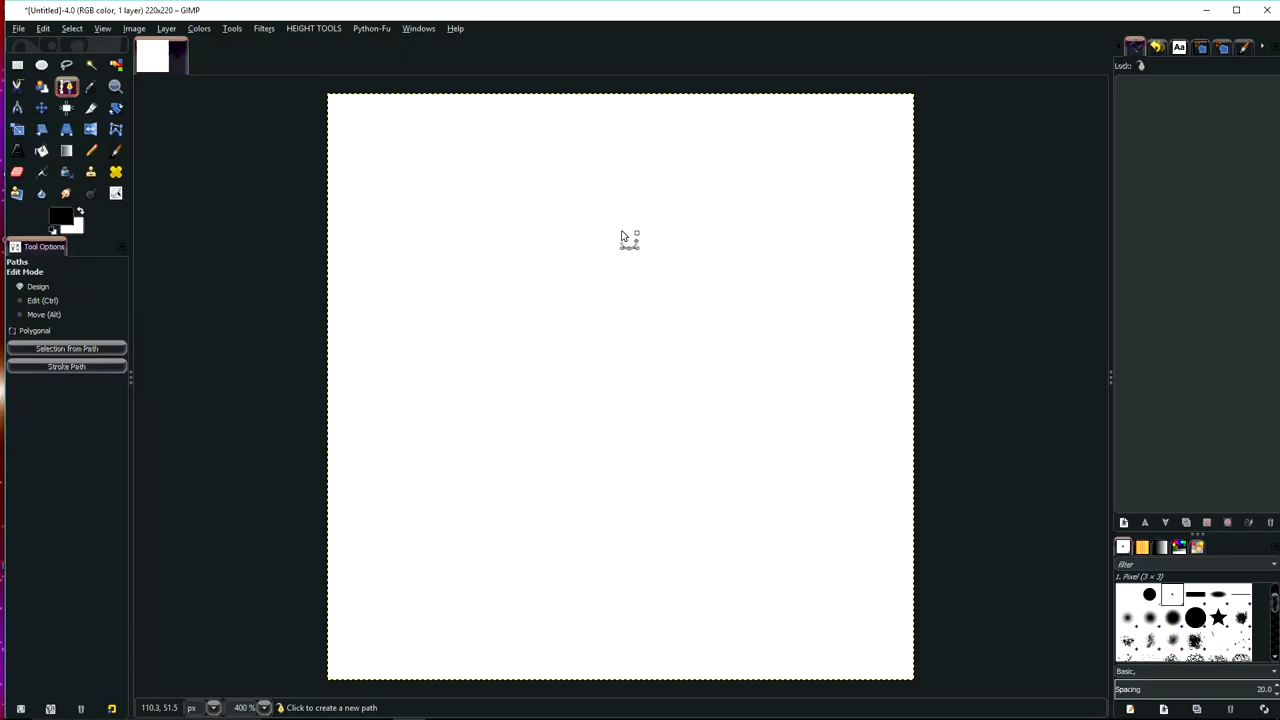 *[Untitled]-4.0 (RGB color, 1 layer) 220x220 – GIMP
File Edit Select View Image Layer Colors Tools Filters HEIGHT TOOLS Python-Fu Windows Help
Lock:
Tool Options
Paths
Edit Mode
Design
Edit (Ctrl)
Move (Alt)
Polygonal
Selection from Path
Stroke Path
filter
1. Pixel (3 × 3)
Basic,
Spacing 20.0
110.3, 51.5 px 400 % Click to create a new path